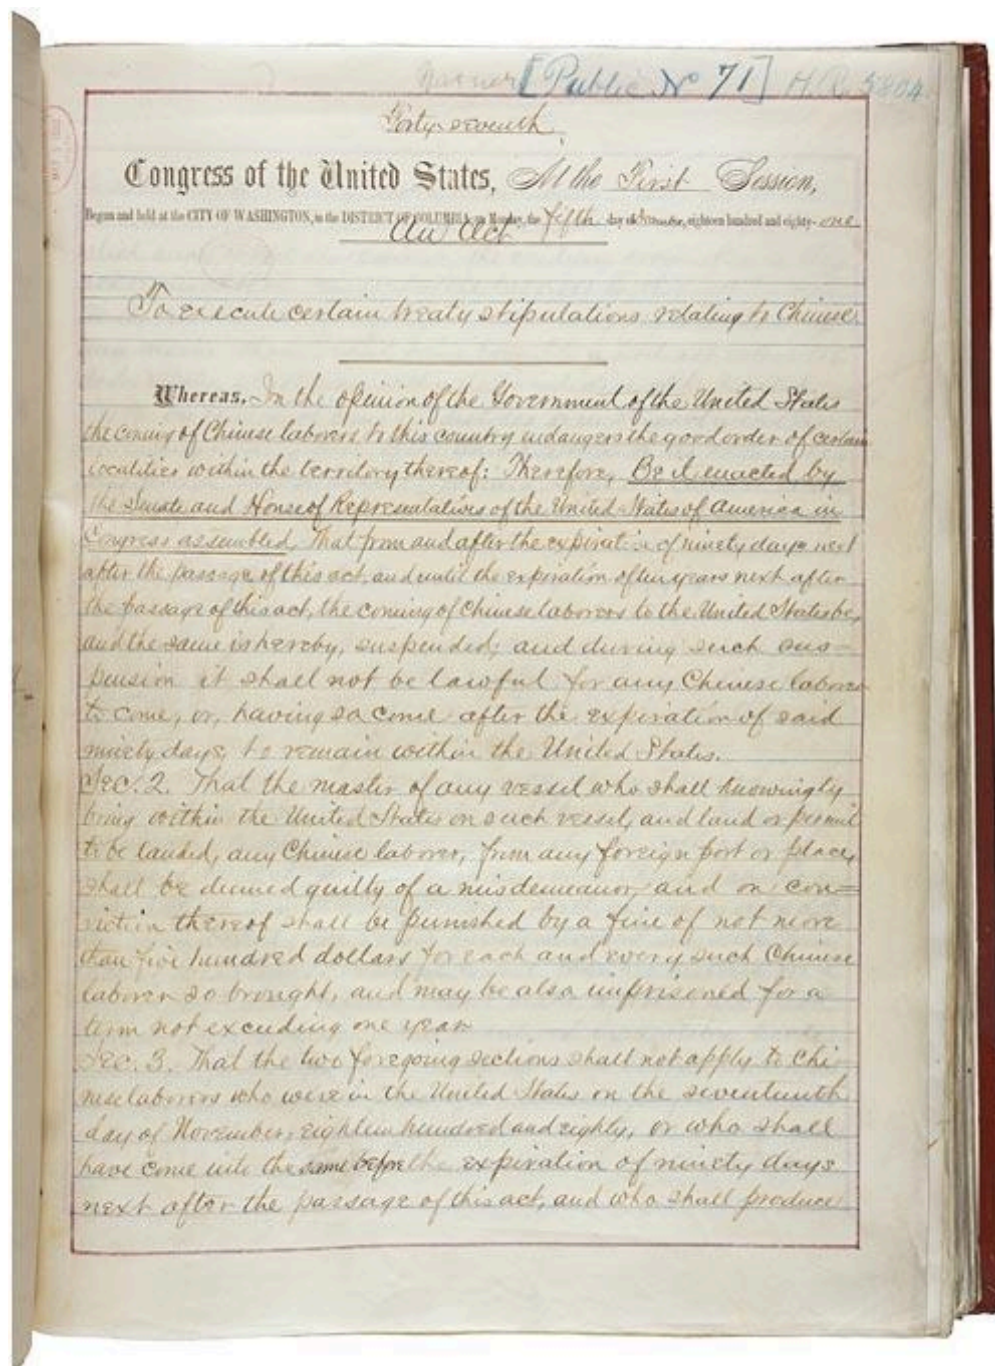 [Public No 71] H.R. 5804
Forty-seventh
Congress of the United States, At the First Session,
Begun and held at the CITY OF WASHINGTON, in the DISTRICT OF COLUMBIA, on Monday, the fifth day of December, eighteen hundred and eighty-one
An Act
To execute certain treaty stipulations relating to Chinese.
Whereas, In the opinion of the Government of the United States
the coming of Chinese laborers to this country endangers the good order of certain
localities within the territory thereof: Therefore, Be it enacted by
the Senate and House of Representatives of the United States of America in
Congress assembled, That from and after the expiration of ninety days next
after the passage of this act, and until the expiration of ten years next after
the passage of this act, the coming of Chinese laborers to the United States be,
and the same is hereby, suspended; and during such sus-
pension it shall not be lawful for any Chinese laborer
to come, or, having so come after the expiration of said
ninety days, to remain within the United States.
Sec. 2. That the master of any vessel who shall knowingly
bring within the United States on such vessel, and land or permit
to be landed, any Chinese laborer, from any foreign port or place,
shall be deemed guilty of a misdemeanor, and on con=
viction thereof shall be punished by a fine of not more
than five hundred dollars for each and every such Chinese
laborer so brought, and may be also imprisoned for a
term not exceeding one year.
Sec. 3. That the two foregoing sections shall not apply to Chi-
nese laborers who were in the United States on the seventeenth
day of November, eighteen hundred and eighty, or who shall
have come into the same before the expiration of ninety days
next after the passage of this act, and who shall produce